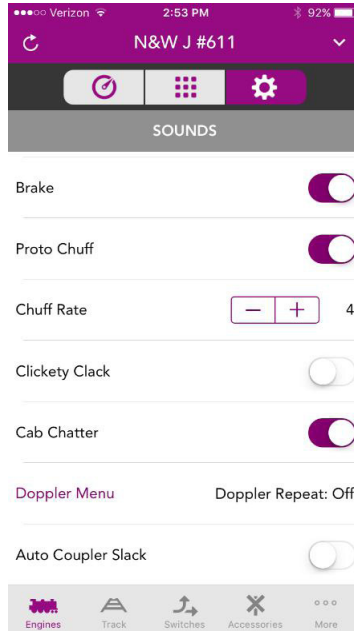 Verizon 2:53 PM 92%
N&W J #611
SOUNDS
Brake
Proto Chuff
Chuff Rate 4
Clickety Clack
Cab Chatter
Doppler Menu Doppler Repeat: Off
Auto Coupler Slack
Engines Track Switches Accessories More